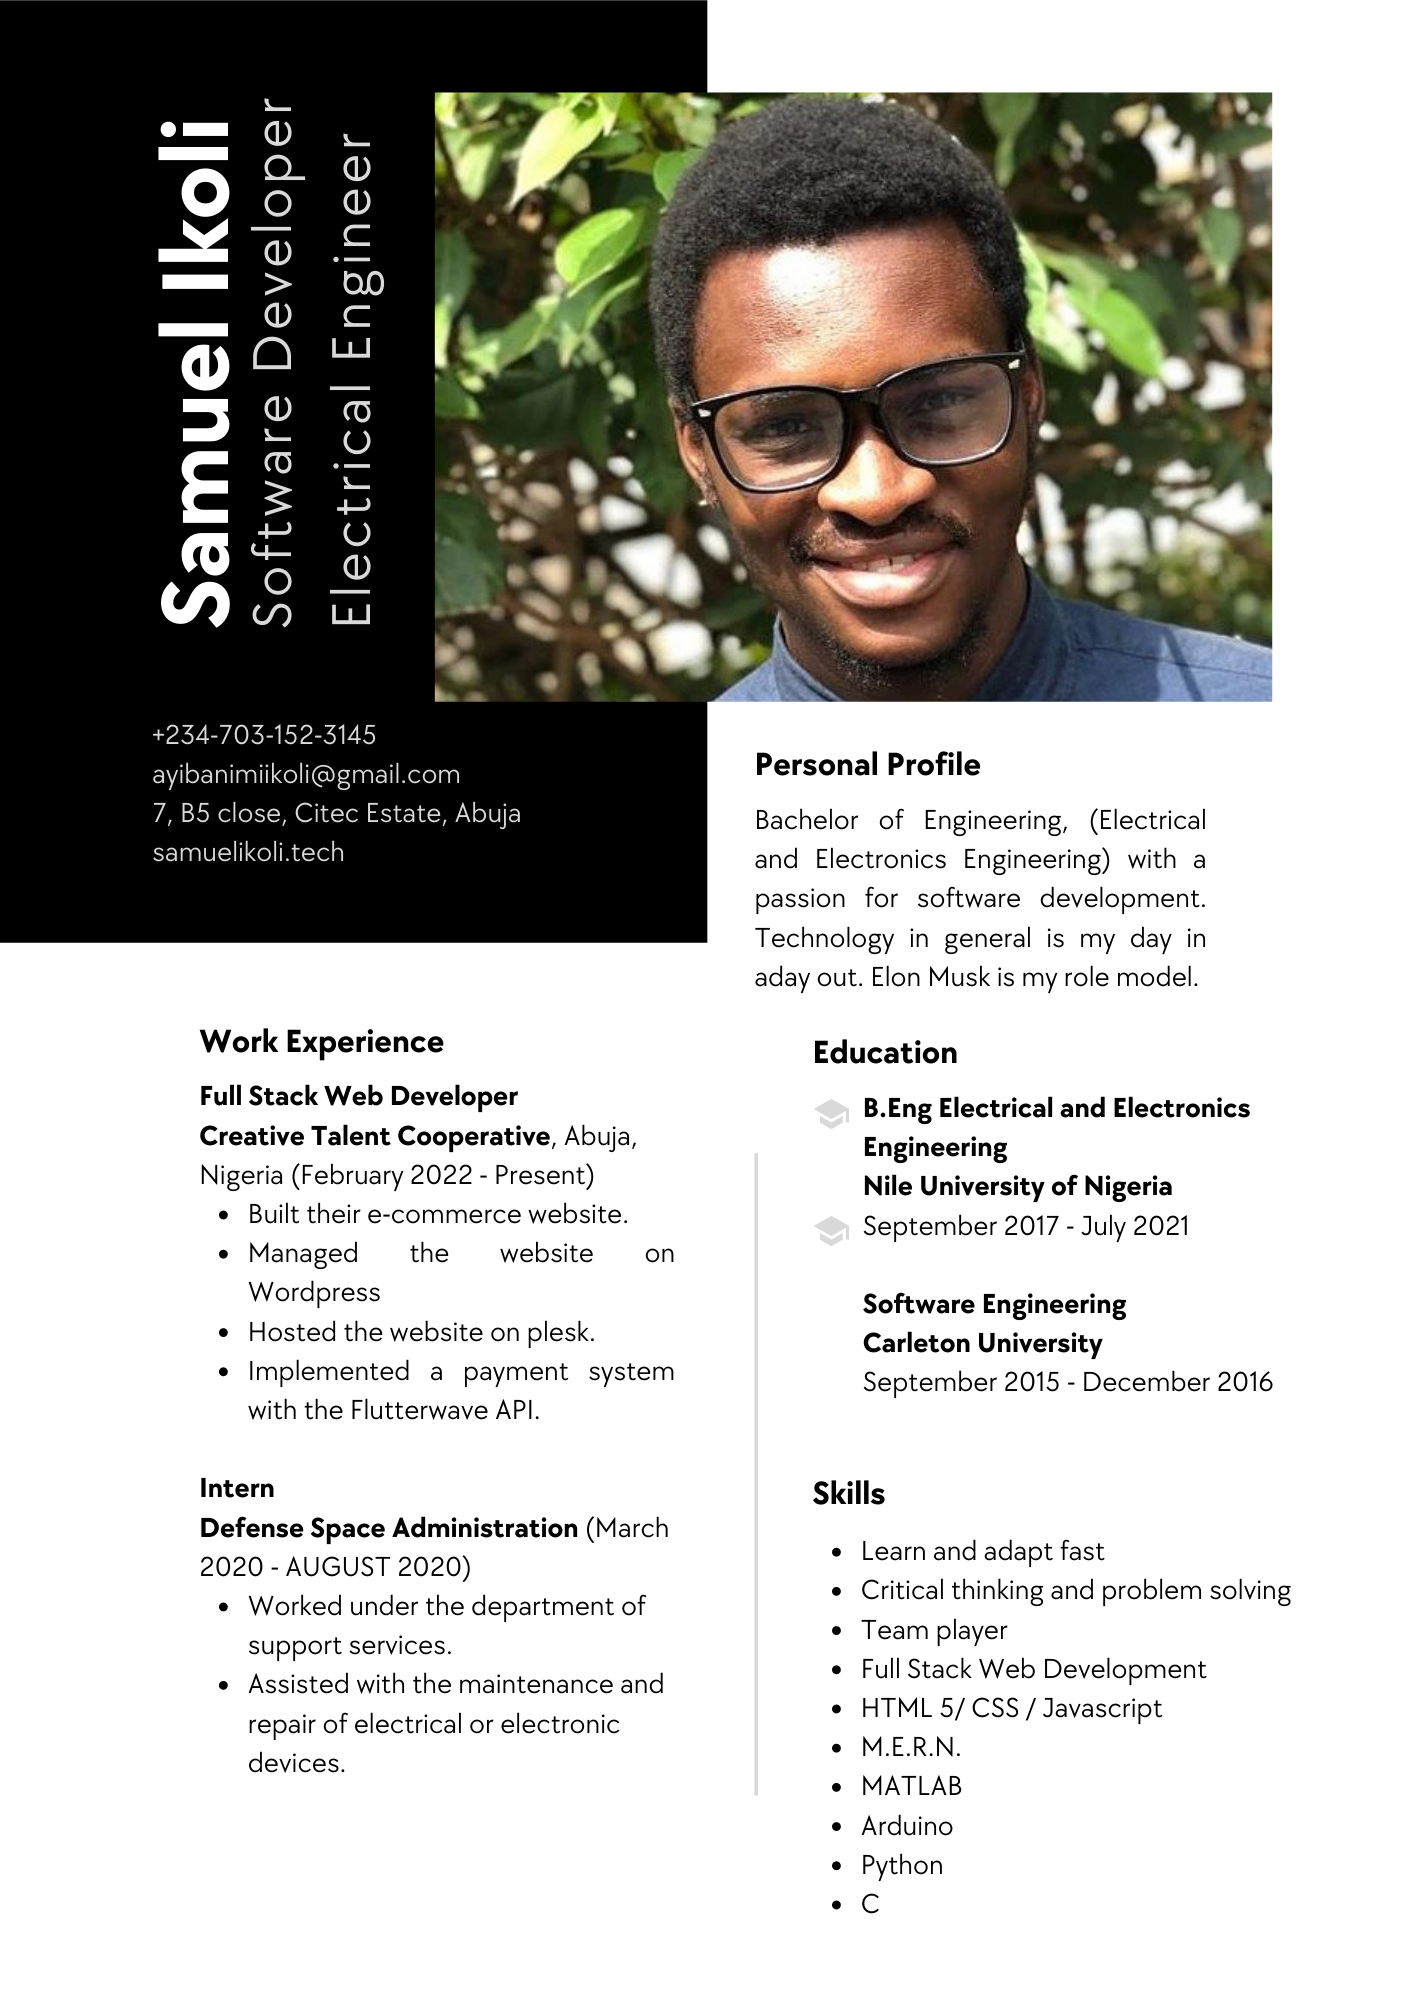 Samuel Ikoli
Software Developer
Electrical Engineer
+234-703-152-3145
ayibanimiikoli@gmail.com
7, B5 close, Citec Estate, Abuja
samuelikoli.tech
Personal Profile
Bachelor of Engineering, (Electrical
and Electronics Engineering) with a
passion for software development.
Technology in general is my day in
aday out. Elon Musk is my role model.
Work Experience
Full Stack Web Developer
Creative Talent Cooperative, Abuja,
Nigeria (February 2022 - Present)
• Built their e-commerce website.
• Managed the website on
Wordpress
• Hosted the website on plesk.
• Implemented a payment system
with the Flutterwave API.
Intern
Defense Space Administration (March
2020 - AUGUST 2020)
• Worked under the department of
support services.
• Assisted with the maintenance and
repair of electrical or electronic
devices.
Education
B.Eng Electrical and Electronics
Engineering
Nile University of Nigeria
September 2017 - July 2021
Software Engineering
Carleton University
September 2015 - December 2016
Skills
• Learn and adapt fast
• Critical thinking and problem solving
• Team player
• Full Stack Web Development
• HTML 5/ CSS / Javascript
• M.E.R.N.
• MATLAB
• Arduino
• Python
• C